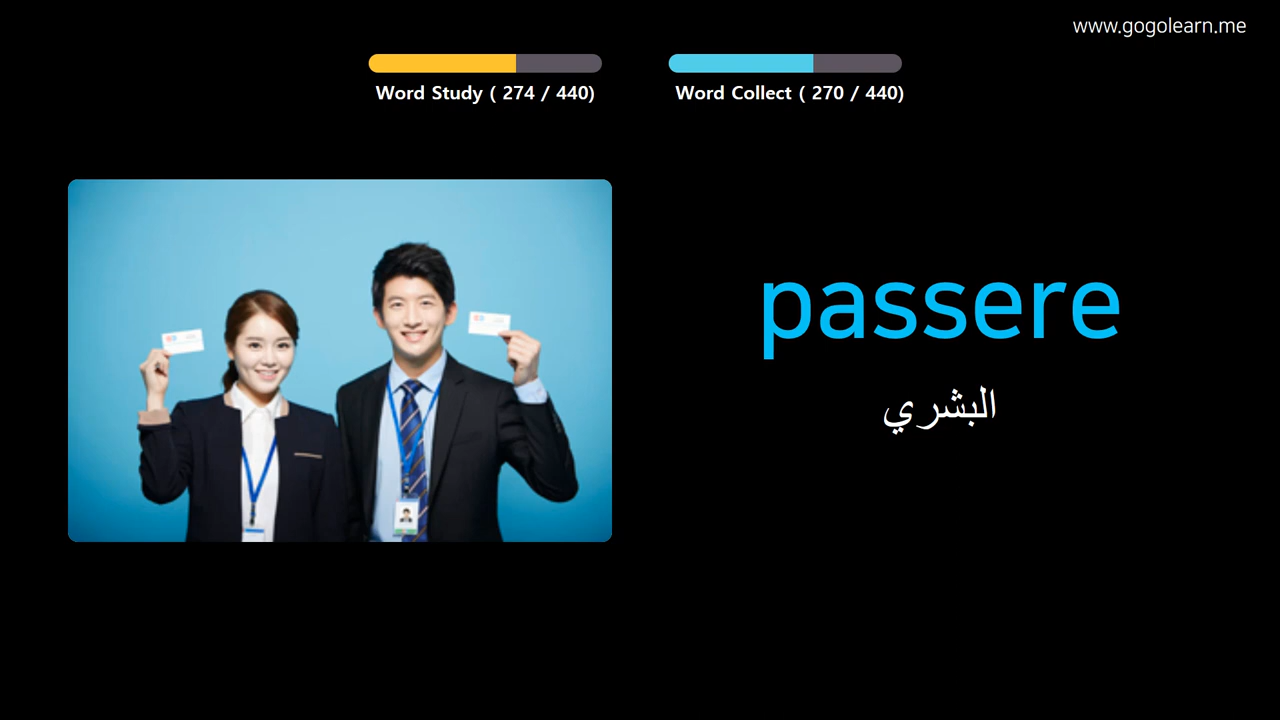 www.gogolearn.me
Word Study ( 274 / 440)
Word Collect ( 270 / 440)
passere
البشري